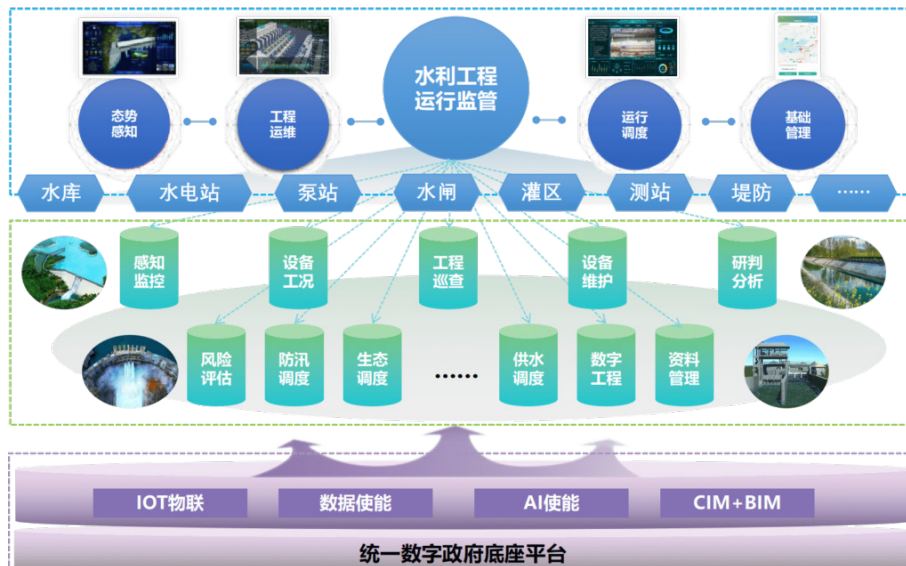 水利工程
运行监管
态势
感知
工程
运维
运行
调度
基础
管理
水库
水电站
泵站
水闸
灌区
测站
堤防
……
感知
监控
设备
工况
工程
巡查
设备
维护
研判
分析
风险
评估
防汛
调度
生态
调度
……
供水
调度
数字
工程
资料
管理
IOT物联
数据使能
AI使能
CIM+BIM
统一数字政府底座平台